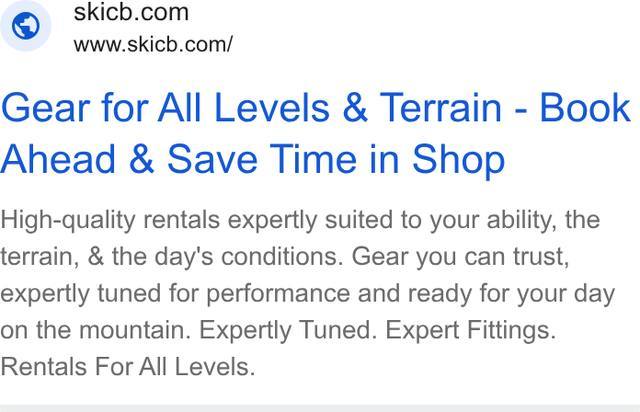 skicb.com
www.skicb.com/
Gear for All Levels & Terrain - Book
Ahead & Save Time in Shop
High-quality rentals expertly suited to your ability, the
terrain, & the day's conditions. Gear you can trust,
expertly tuned for performance and ready for your day
on the mountain. Expertly Tuned. Expert Fittings.
Rentals For All Levels.